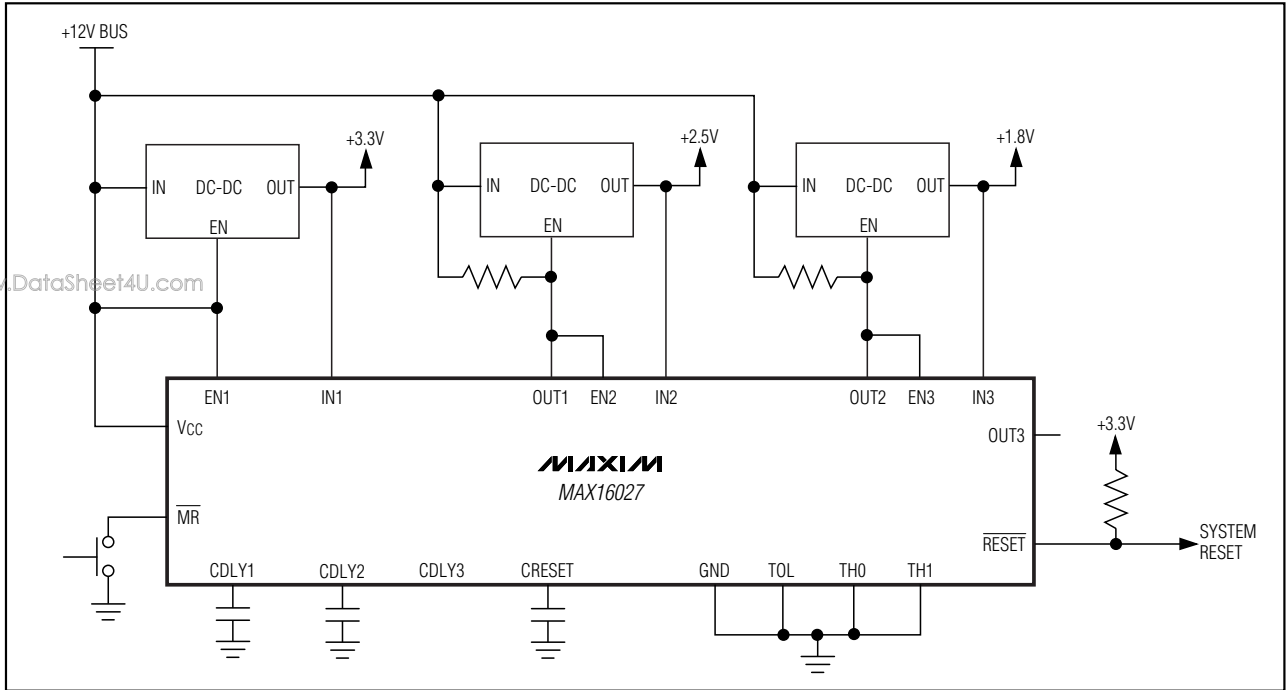 +12V BUS
+3.3V
+2.5V
+1.8V
IN DC-DC OUT
EN
IN DC-DC OUT
EN
IN DC-DC OUT
EN
.DataSheet4U.com
EN1 IN1 OUT1 EN2 IN2 OUT2 EN3 IN3
VCC
OUT3
+3.3V
MAXIM
MAX16027
MR
RESET
SYSTEM
RESET
CDLY1 CDLY2 CDLY3 CRESET GND TOL TH0 TH1